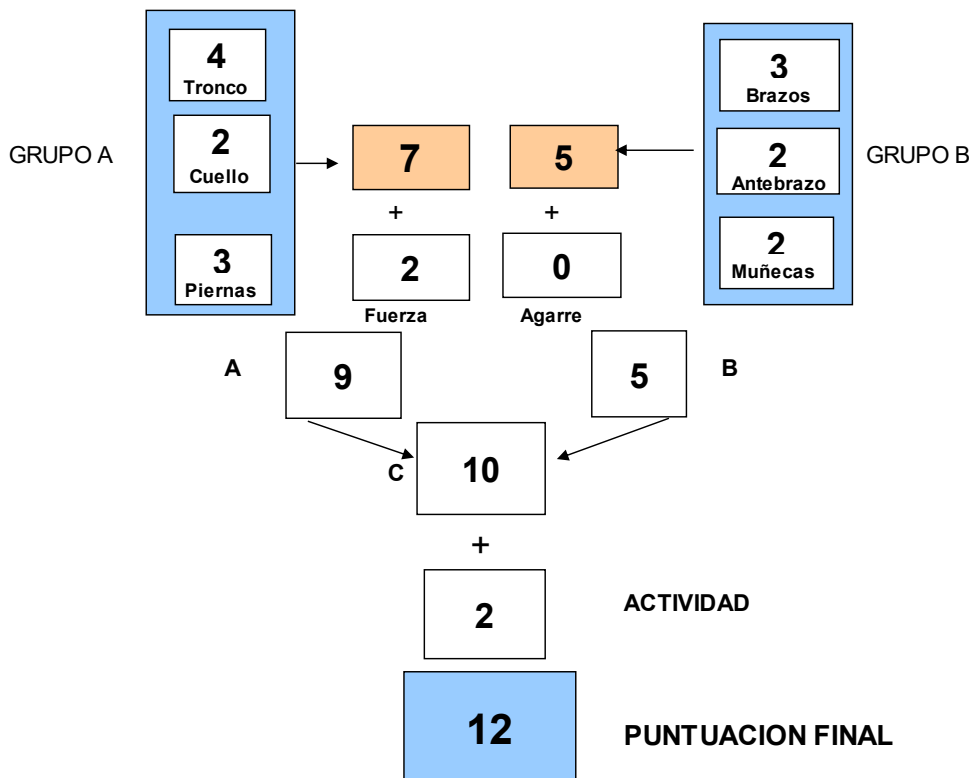 4
Tronco
2
Cuello
3
Piernas
GRUPO A
7
+
2
Fuerza
5
+
0
Agarre
3
Brazos
2
Antebrazo
2
Muñecas
GRUPO B
A
9
5
B
C
10
+
2
ACTIVIDAD
12
PUNTUACION FINAL